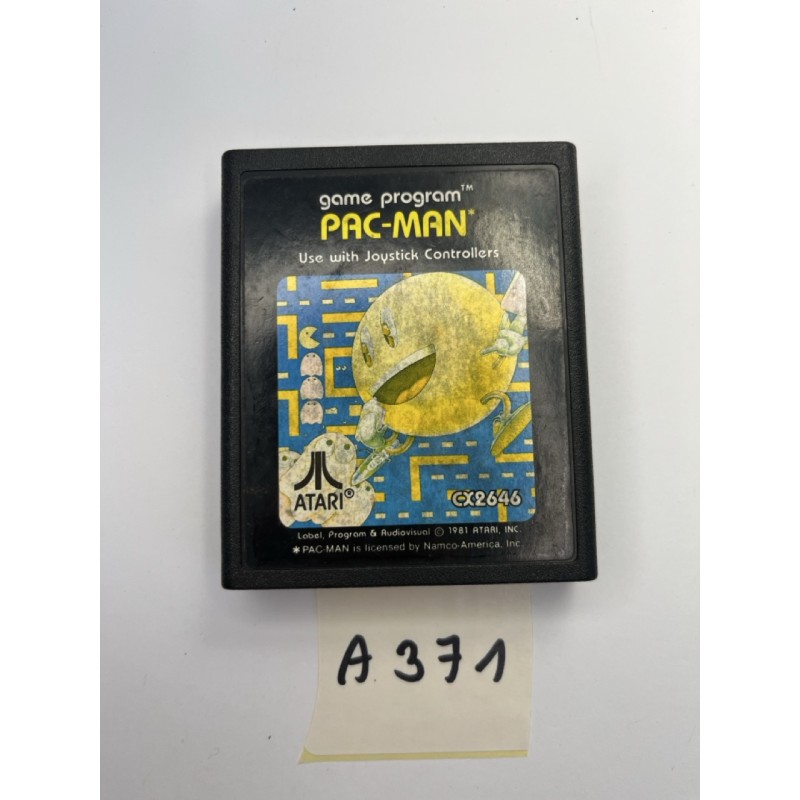 game program™
PAC-MAN*
Use with Joystick Controllers
ATARI®
CX2646
Label, Program & Audiovisual © 1981 ATARI, INC.
* PAC-MAN is licensed by Namco-America, Inc.
A 371